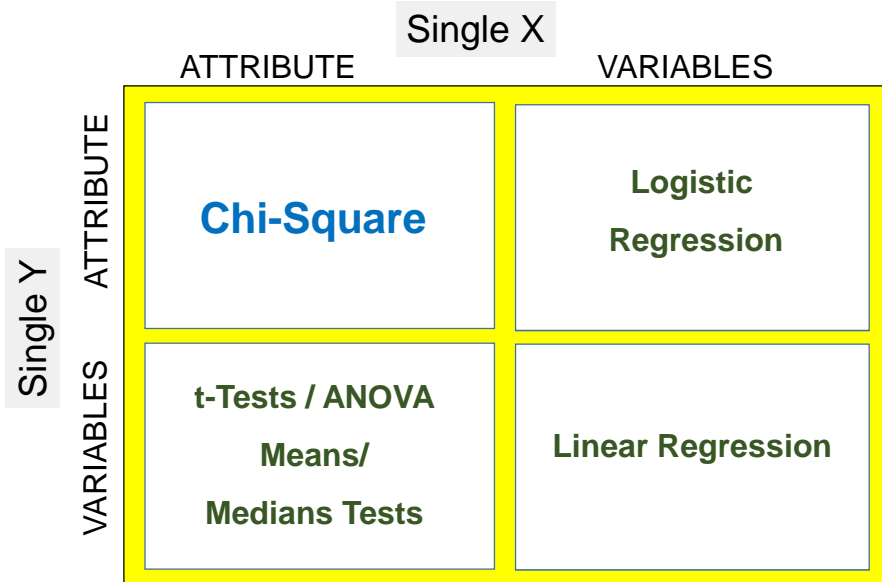 Single X
ATTRIBUTE
VARIABLES
Single Y
ATTRIBUTE
Chi-Square
Logistic
Regression
VARIABLES
t-Tests / ANOVA
Means/
Medians Tests
Linear Regression